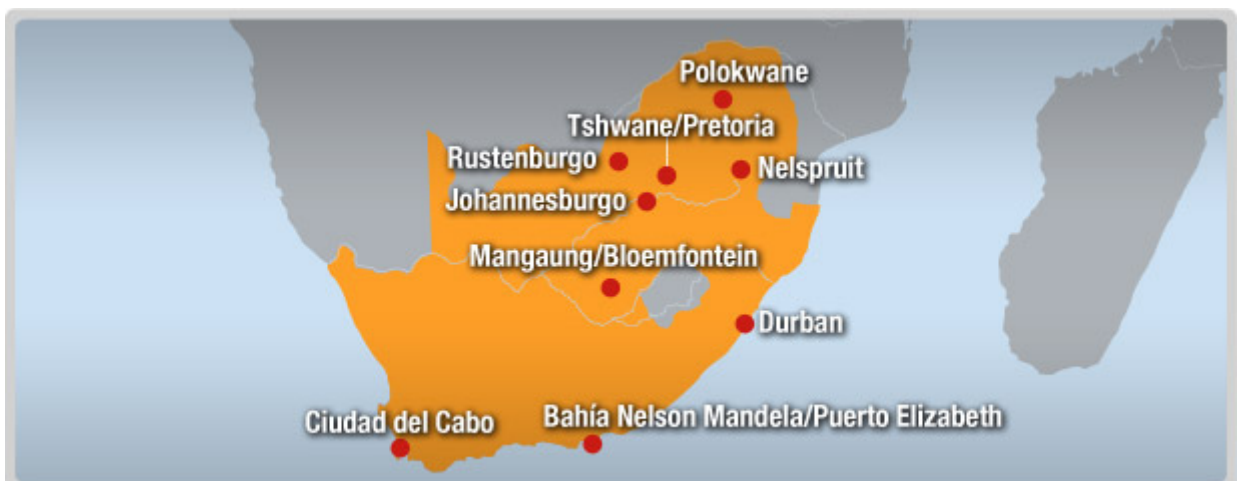 Polokwane
Tshwane/Pretoria
Rustenburgo
Nelspruit
Johannesburgo
Mangaung/Bloemfontein
Durban
Ciudad del Cabo
Bahía Nelson Mandela/Puerto Elizabeth